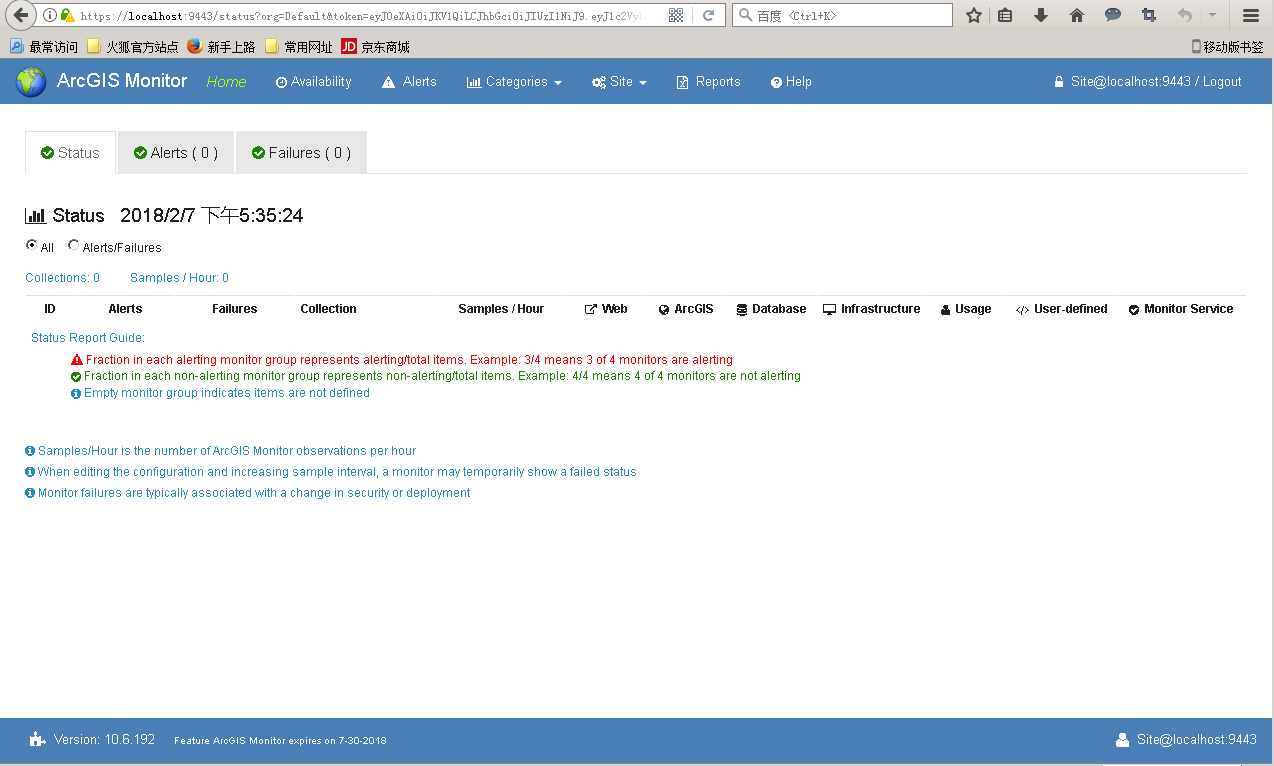 https://localhost:9443/status?org=Default&token=eyJ0eXAiOiJKV1QiLCJhbGciOiJIUzI1NiJ9.eyJ1c2Vy
百度 <Ctrl+K>
最常访问 火狐官方站点 新手上路 常用网址 JD 京东商城 移动版书签
ArcGIS Monitor Home Availability Alerts Categories Site Reports Help Site@localhost:9443 / Logout
Status Alerts ( 0 ) Failures ( 0 )
Status 2018/2/7 下午5:35:24
All Alerts/Failures
Collections: 0 Samples / Hour: 0
ID Alerts Failures Collection Samples / Hour Web ArcGIS Database Infrastructure Usage User-defined Monitor Service
Status Report Guide:
Fraction in each alerting monitor group represents alerting/total items. Example: 3/4 means 3 of 4 monitors are alerting
Fraction in each non-alerting monitor group represents non-alerting/total items. Example: 4/4 means 4 of 4 monitors are not alerting
Empty monitor group indicates items are not defined
Samples/Hour is the number of ArcGIS Monitor observations per hour
When editing the configuration and increasing sample interval, a monitor may temporarily show a failed status
Monitor failures are typically associated with a change in security or deployment
Version: 10.6.192 Feature ArcGIS Monitor expires on 7-30-2018 Site@localhost:9443